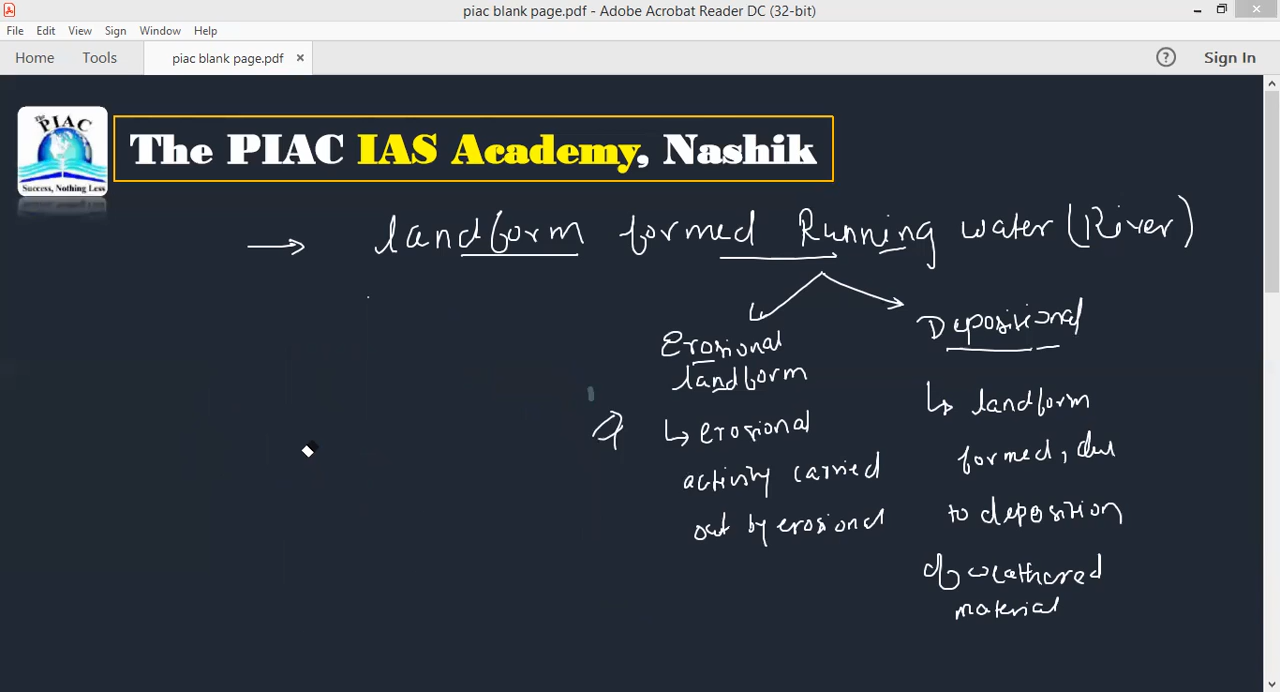 piac blank page.pdf - Adobe Acrobat Reader DC (32-bit)
File Edit View Sign Window Help
Home Tools piac blank page.pdf × ? Sign In
The PIAC
Success, Nothing Less
The PIAC IAS Academy, Nashik
→ landform formed Running water (River)
Erosional
landform
↳ erosional
activity carried
out by erosional
Depositional
↳ landform
formed, due
to deposition
of weathered
material